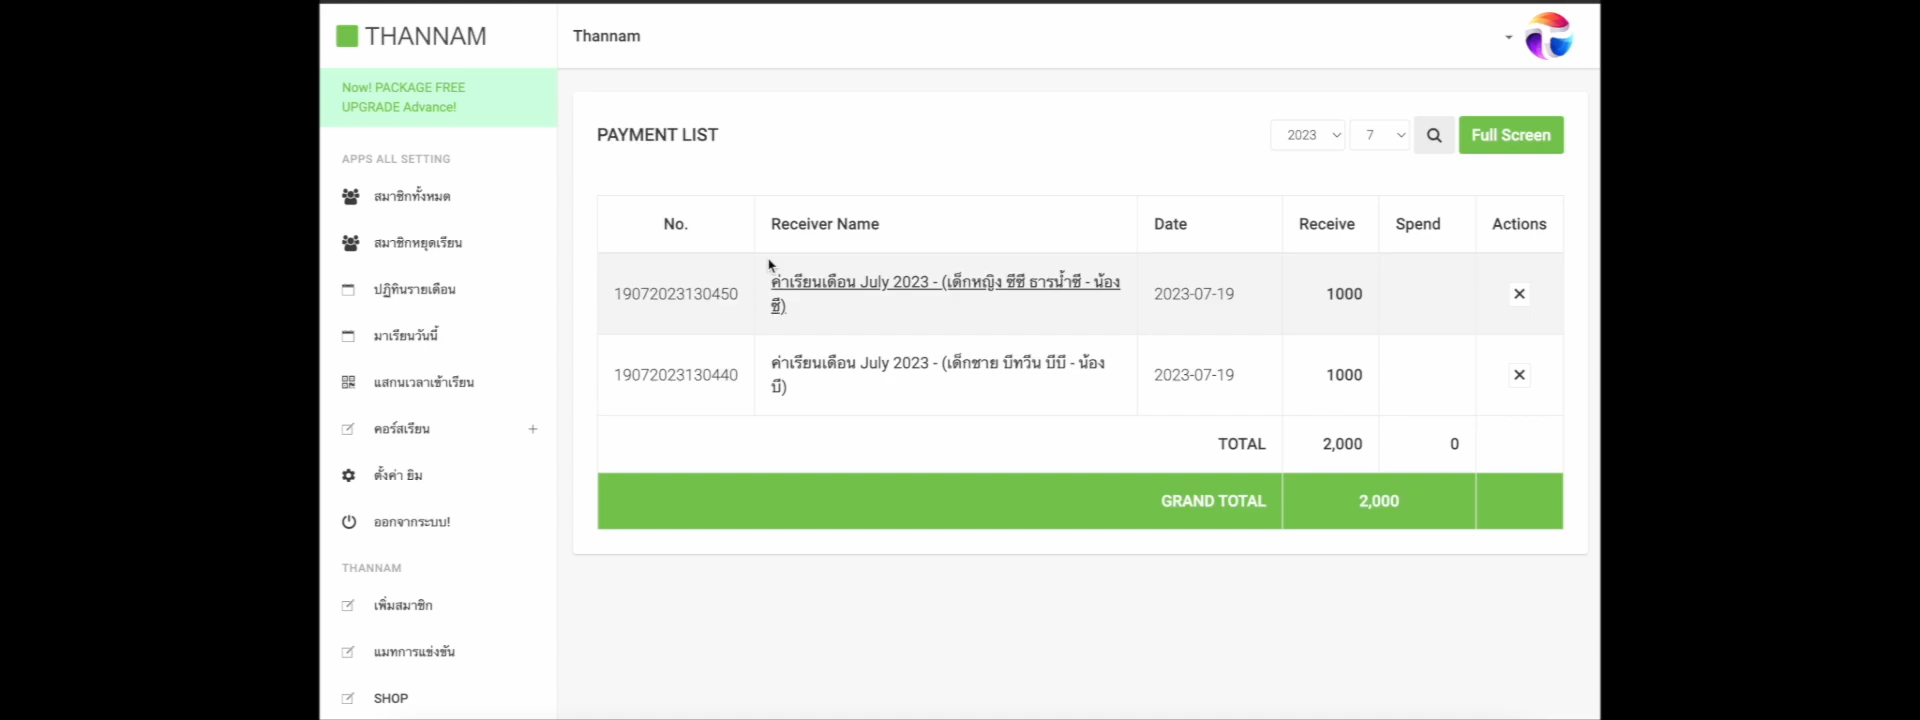 THANNAM
Thannam
Now! PACKAGE FREE
UPGRADE Advance!
APPS ALL SETTING
สมาชิกทั้งหมด
สมาชิกหยุดเรียน
ปฏิทินรายเดือน
มาเรียนวันนี้
แสกนเวลาเข้าเรียน
คอร์สเรียน
ตั้งค่า ยิม
ออกจากระบบ!
THANNAM
เพิ่มสมาชิก
แมทการแข่งขัน
SHOP
PAYMENT LIST
2023 7 Full Screen
No. Receiver Name Date Receive Spend Actions
19072023130450 ค่าเรียนเดือน July 2023 - (เด็กหญิง ซีซี ธารน้ำซี - น้อง
ซี) 2023-07-19 1000
19072023130440 ค่าเรียนเดือน July 2023 - (เด็กชาย บีทวีน บีบี - น้อง
บี) 2023-07-19 1000
TOTAL 2,000 0
GRAND TOTAL 2,000